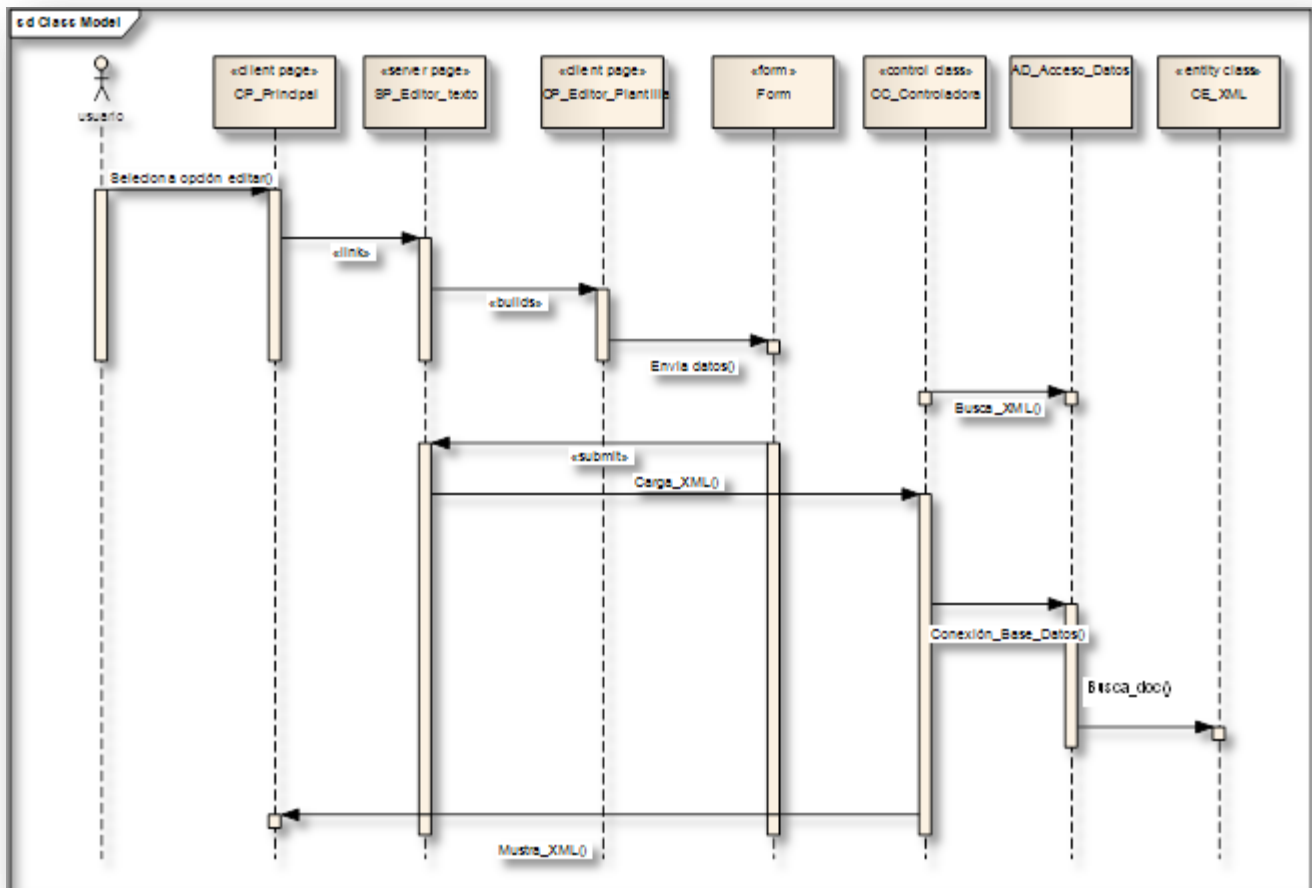 sd Class Model
usuario
«client page»
CP_Principal
«server page»
SP_Editor_texto
«client page»
CP_Editor_Plantilla
«form»
Form
«control class»
CC_Controladora
AD_Acceso_Datos
«entity class»
CE_XML
Seleciona opción editar()
«link»
«builds»
Envia datos()
Busca_XML()
«submit»
Carga_XML()
Conexión_Base_Datos()
Busca_doc()
Mustra_XML()